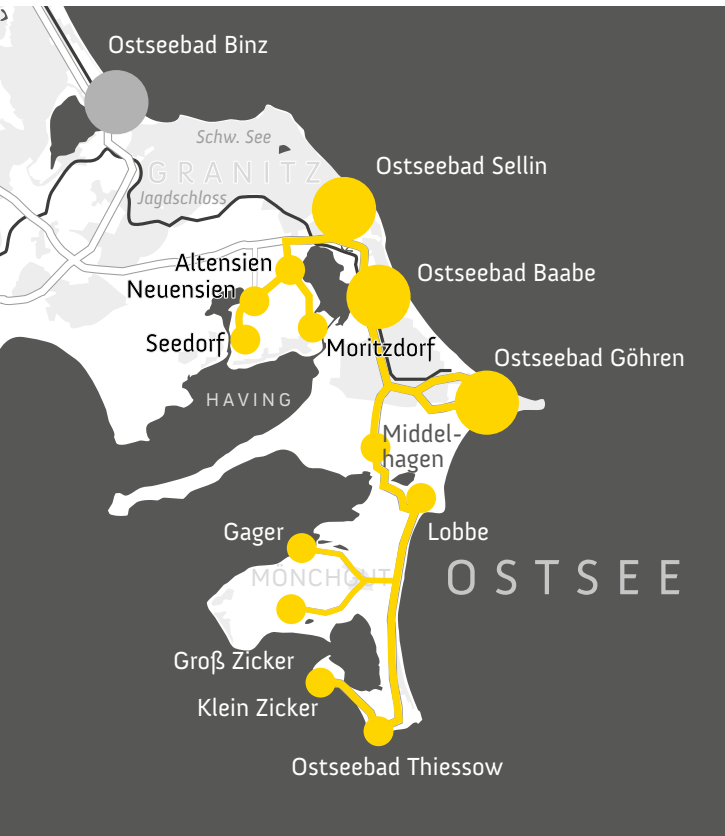 Ostseebad Binz
Schw. See
GRANITZ
Ostseebad Sellin
Jagdschloss
Altensien
Ostseebad Baabe
Neuensien
Seedorf
Moritzdorf
Ostseebad Göhren
HAVING
Middel-
hagen
Gager
Lobbe
MÖNCHGUT
OSTSEE
Groß Zicker
Klein Zicker
Ostseebad Thiessow